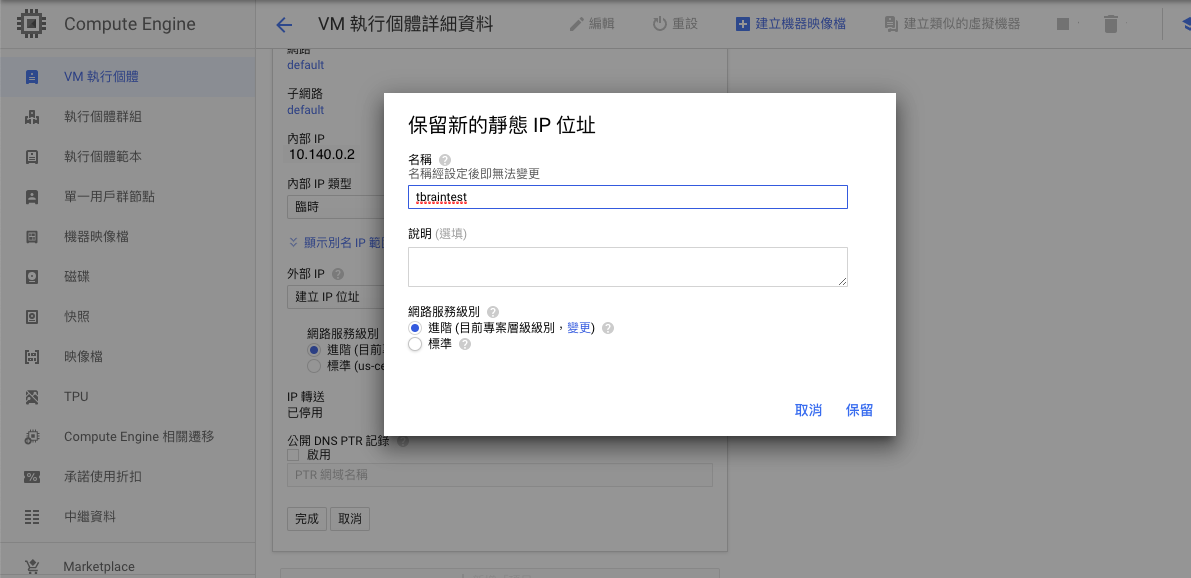 Compute Engine
VM 執行個體詳細資料
編輯
重設
建立機器映像檔
建立類似的虛擬機器
VM 執行個體
執行個體群組
執行個體範本
單一用戶群節點
機器映像檔
磁碟
快照
映像檔
TPU
Compute Engine 相關遷移
承諾使用折扣
中繼資料
Marketplace
網路
default
子網路
default
內部 IP
10.140.0.2
內部 IP 類型
臨時
顯示別名 IP 範圍
外部 IP
建立 IP 位址
網路服務級別
進階 (目前
標準 (us-ce
IP 轉送
已停用
公開 DNS PTR 記錄
啟用
PTR 網域名稱
完成
取消
保留新的靜態 IP 位址
名稱
名稱經設定後即無法變更
tbraintest
說明 (選填)
網路服務級別
進階 (目前專案層級級別，變更)
標準
取消
保留